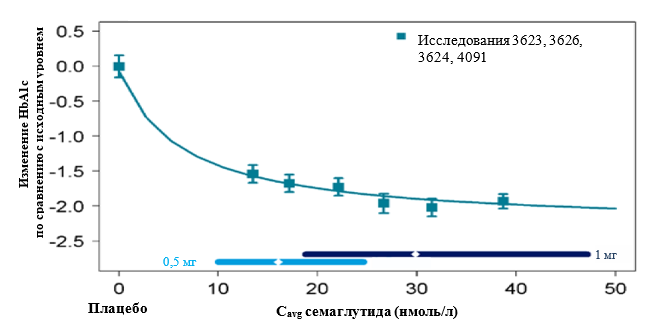 Изменение HbA1c
по сравнению с исходным уровнем
0.5
0.0
-0.5
-1.0
-1.5
-2.0
-2.5
Исследования 3623, 3626,
3624, 4091
0,5 мг
1 мг
0
10
20
30
40
50
Плацебо
Cavg семаглутида (нмоль/л)